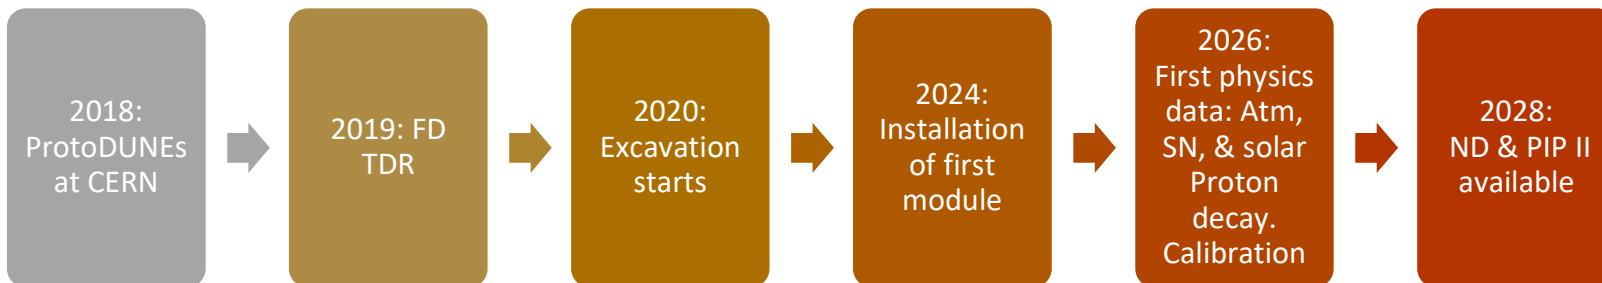 2018:
ProtoDUNEs
at CERN
2019: FD
TDR
2020:
Excavation
starts
2024:
Installation
of first
module
2026:
First physics
data: Atm,
SN, & solar
Proton
decay.
Calibration
2028:
ND & PIP II
available